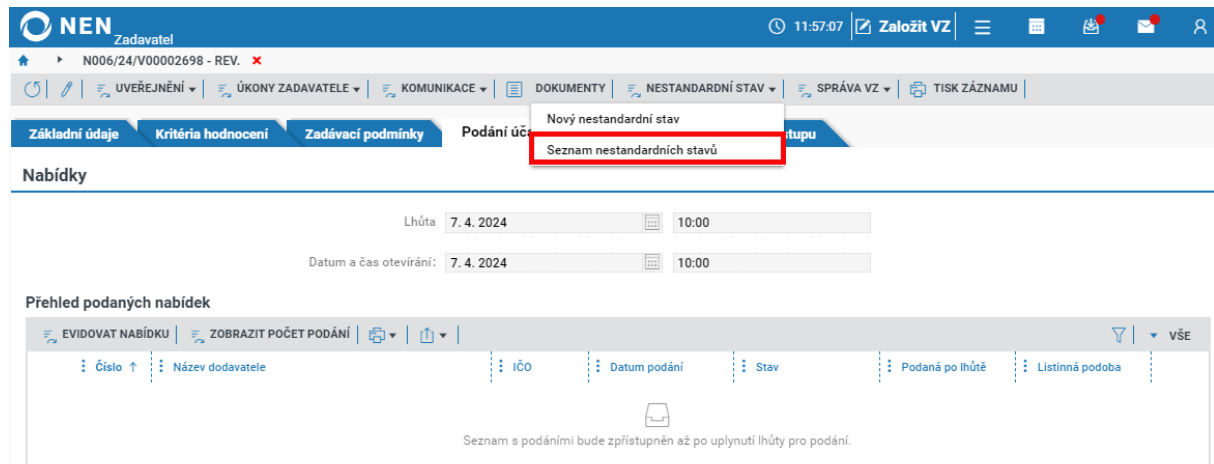 NEN Zadavatel 11:57:07 Založit VZ
N006/24/V00002698 - REV.
UVEŘEJNĚNÍ ÚKONY ZADAVATELE KOMUNIKACE DOKUMENTY NESTANDARDNÍ STAV SPRÁVA VZ TISK ZÁZNAMU
Nový nestandardní stav
Základní údaje Kritéria hodnocení Zadávací podmínky Podání úča tupu
Seznam nestandardních stavů
Nabídky
Lhůta 7. 4. 2024 10:00
Datum a čas otevírání: 7. 4. 2024 10:00
Přehled podaných nabídek
EVIDOVAT NABÍDKU ZOBRAZIT POČET PODÁNÍ VŠE
Číslo Název dodavatele IČO Datum podání Stav Podaná po lhůtě Listinná podoba
Seznam s podáními bude zpřístupněn až po uplynutí lhůty pro podání.